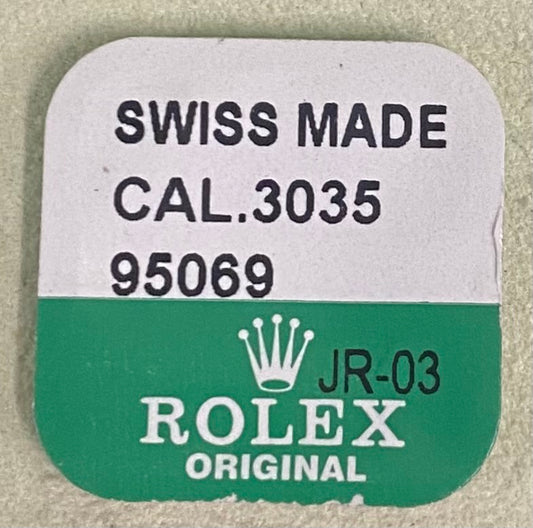 SWISS MADE
CAL.3035
95069
JR-03
ROLEX
ORIGINAL